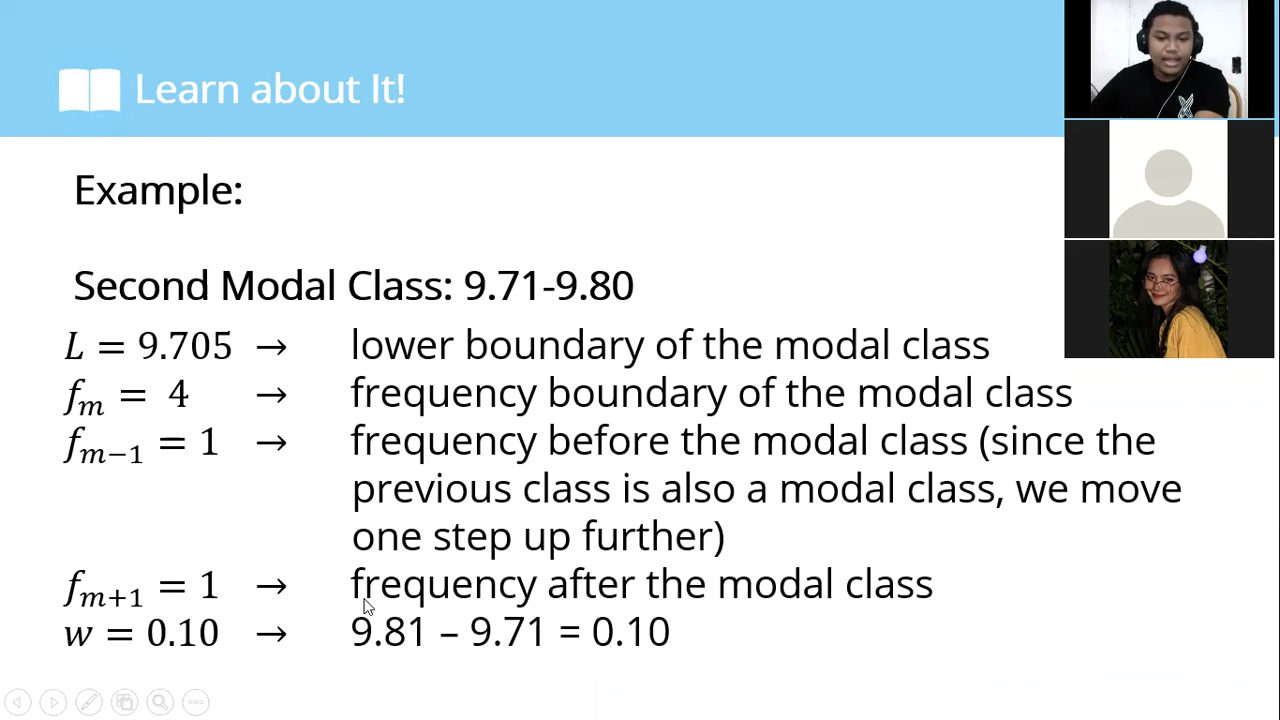 Learn about It!
Example:
Second Modal Class: 9.71-9.80
L = 9.705 → lower boundary of the modal class
fₘ = 4 → frequency boundary of the modal class
fₘ₋₁ = 1 → frequency before the modal class (since the
previous class is also a modal class, we move
one step up further)
fₘ₊₁ = 1 → frequency after the modal class
w = 0.10 → 9.81 – 9.71 = 0.10